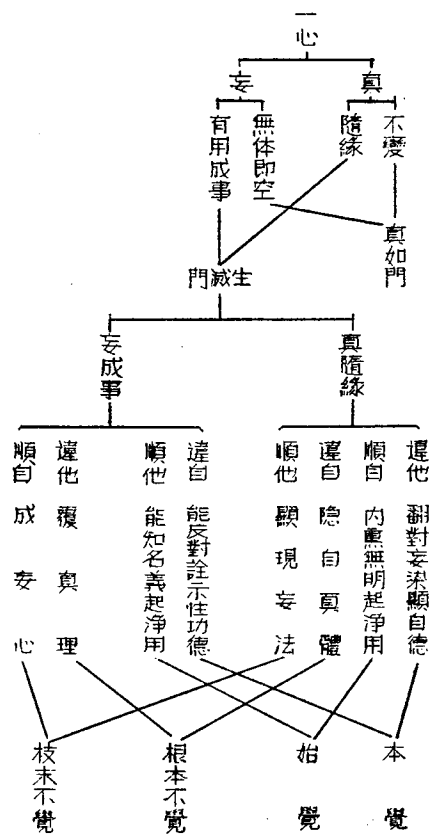 一心
真
妄
不變
隨緣
無体即空
有用成事
真如門
門滅生
真隨緣
妄成事
違他 翻對妄染顯自德
順自 內熏無明起淨用
違自 隱自真體
順他 顯現妄法
違自 能反對詮示性功德
順他 能知名義起淨用
違他 覆真理
順自 成妄心
本覺
始覺
根本不覺
枝末不覺